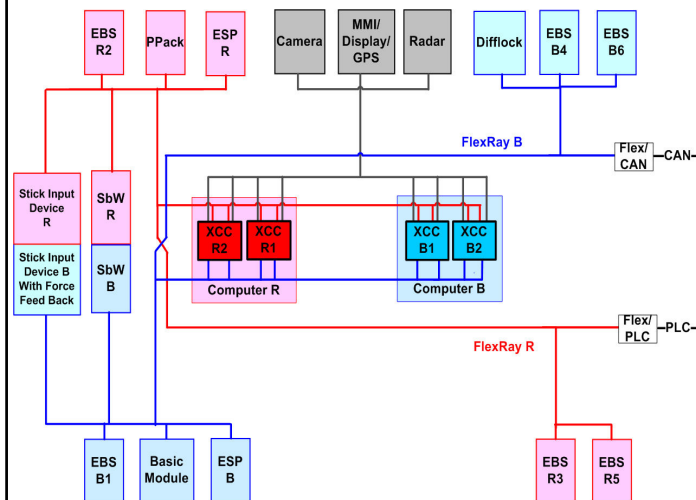 EBS
R2
PPack
ESP
R
Camera
MMI/
Display/
GPS
Radar
Difflock
EBS
B4
EBS
B6
FlexRay B
Flex/
CAN
CAN
Stick Input
Device
R
SbW
R
XCC
R2
XCC
R1
XCC
B1
XCC
B2
Stick Input
Device B
With Force
Feed Back
SbW
B
Computer R
Computer B
Flex/
PLC
PLC
FlexRay R
EBS
B1
Basic
Module
ESP
B
EBS
R3
EBS
R5